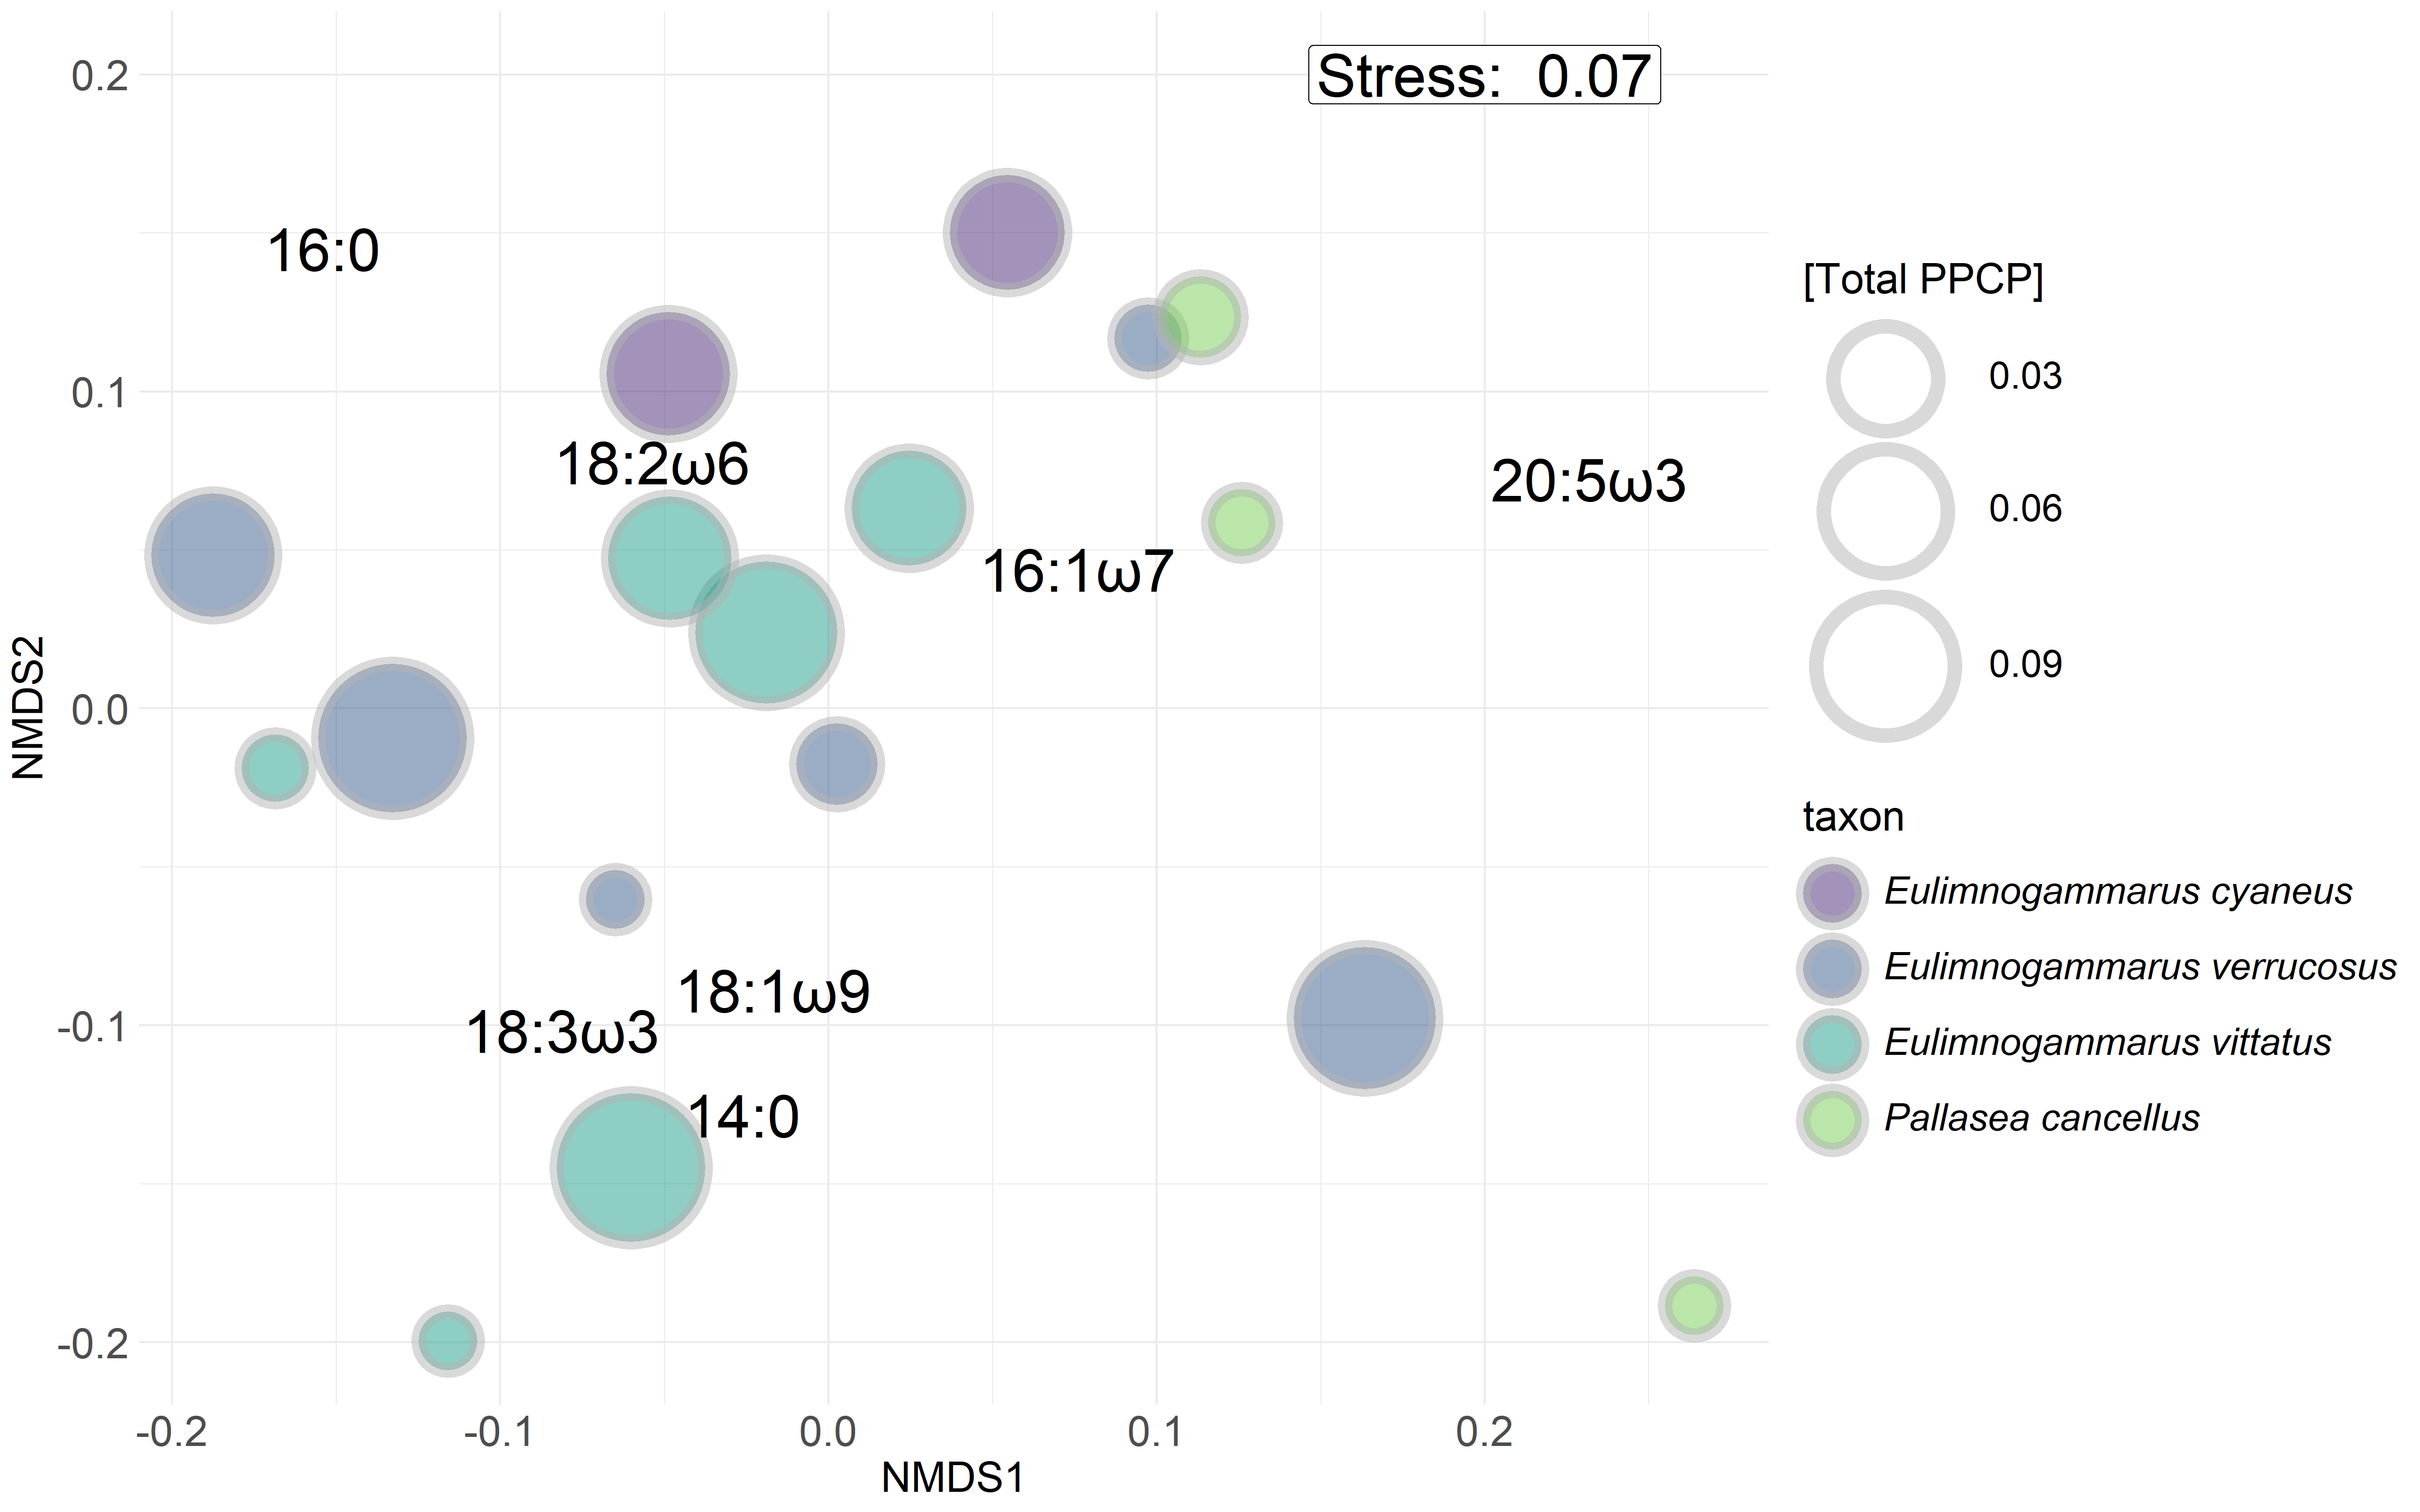 0.2
0.1
0.0
-0.1
-0.2
NMDS2
Stress:  0.07
16:0
18:2ω6
20:5ω3
16:1ω7
18:1ω9
18:3ω3
14:0
-0.2
-0.1
0.0
0.1
0.2
NMDS1
[Total PPCP]
0.03
0.06
0.09
taxon
Eulimnogammarus cyaneus
Eulimnogammarus verrucosus
Eulimnogammarus vittatus
Pallasea cancellus